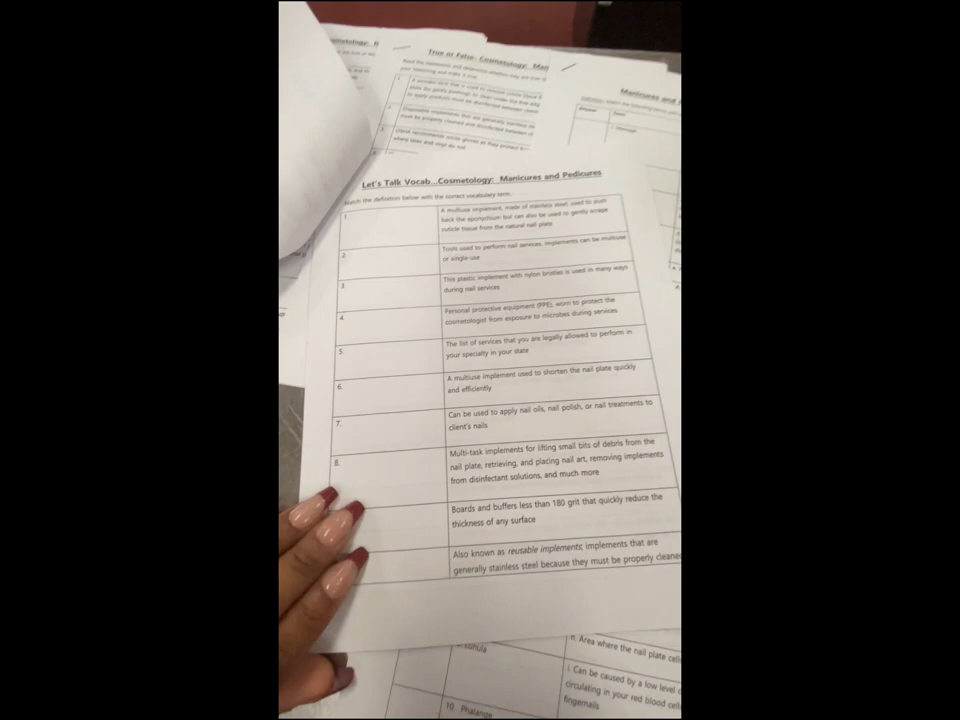 True or False- Cosmetology: Man
Manicures and
Let's Talk Vocab...Cosmetology: Manicures and Pedicures
Match the definition below with the correct vocabulary term.
1.
A multiuse implement, made of stainless steel; used to push
back the eponychium but can also be used to gently scrape
cuticle tissue from the natural nail plate
2.
Tools used to perform nail services. Implements can be multiuse
or single use
3.
This plastic implement with nylon bristles is used in many ways
during nail services
4.
Personal protective equipment (PPE), worn to protect the
cosmetologist from exposure to microbes during services
5.
The list of services that you are legally allowed to perform in
your specialty in your state
6.
A multiuse implement used to shorten the nail plate quickly
and efficiently
7.
Can be used to apply nail oils, nail polish, or nail treatments to
client's nails
8.
Multi-task implements for lifting small bits of debris from the
nail plate, retrieving, and placing nail art, removing implements
from disinfectant solutions, and much more
Boards and buffers less than 180 grit that quickly reduce the
thickness of any surface
Also known as reusable implements; implements that are
generally stainless steel because they must be properly cleane
Lunula
10. Phalange
n. Area where the nail plate cell
i. Can be caused by a low level o
circulating in your red blood cell
fingernails